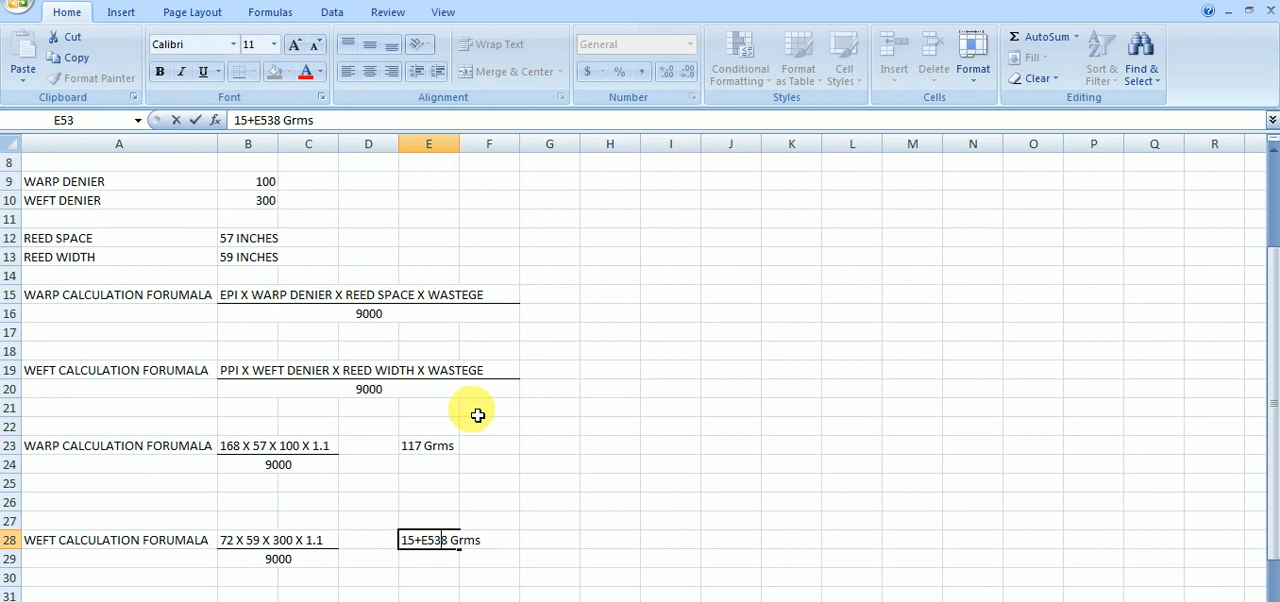 Home Insert Page Layout Formulas Data Review View
Cut Calibri 11 Wrap Text General AutoSum
Copy Fill
Paste Format Painter B I U Merge & Center $ % , Conditional Formatting Format as Table Cell Styles Insert Delete Format Clear Sort & Filter Find & Select
Clipboard Font Alignment Number Styles Cells Editing
E53 fx 15+E538 Grms
A B C D E F G H I J K L M N O P Q R
8
9 WARP DENIER 100
10 WEFT DENIER 300
11
12 REED SPACE 57 INCHES
13 REED WIDTH 59 INCHES
14
15 WARP CALCULATION FORUMALA EPI X WARP DENIER X REED SPACE X WASTEGE
16 9000
17
18
19 WEFT CALCULATION FORUMALA PPI X WEFT DENIER X REED WIDTH X WASTEGE
20 9000
21
22
23 WARP CALCULATION FORUMALA 168 X 57 X 100 X 1.1 117 Grms
24 9000
25
26
27
28 WEFT CALCULATION FORUMALA 72 X 59 X 300 X 1.1 15+E538 Grms
29 9000
30
31